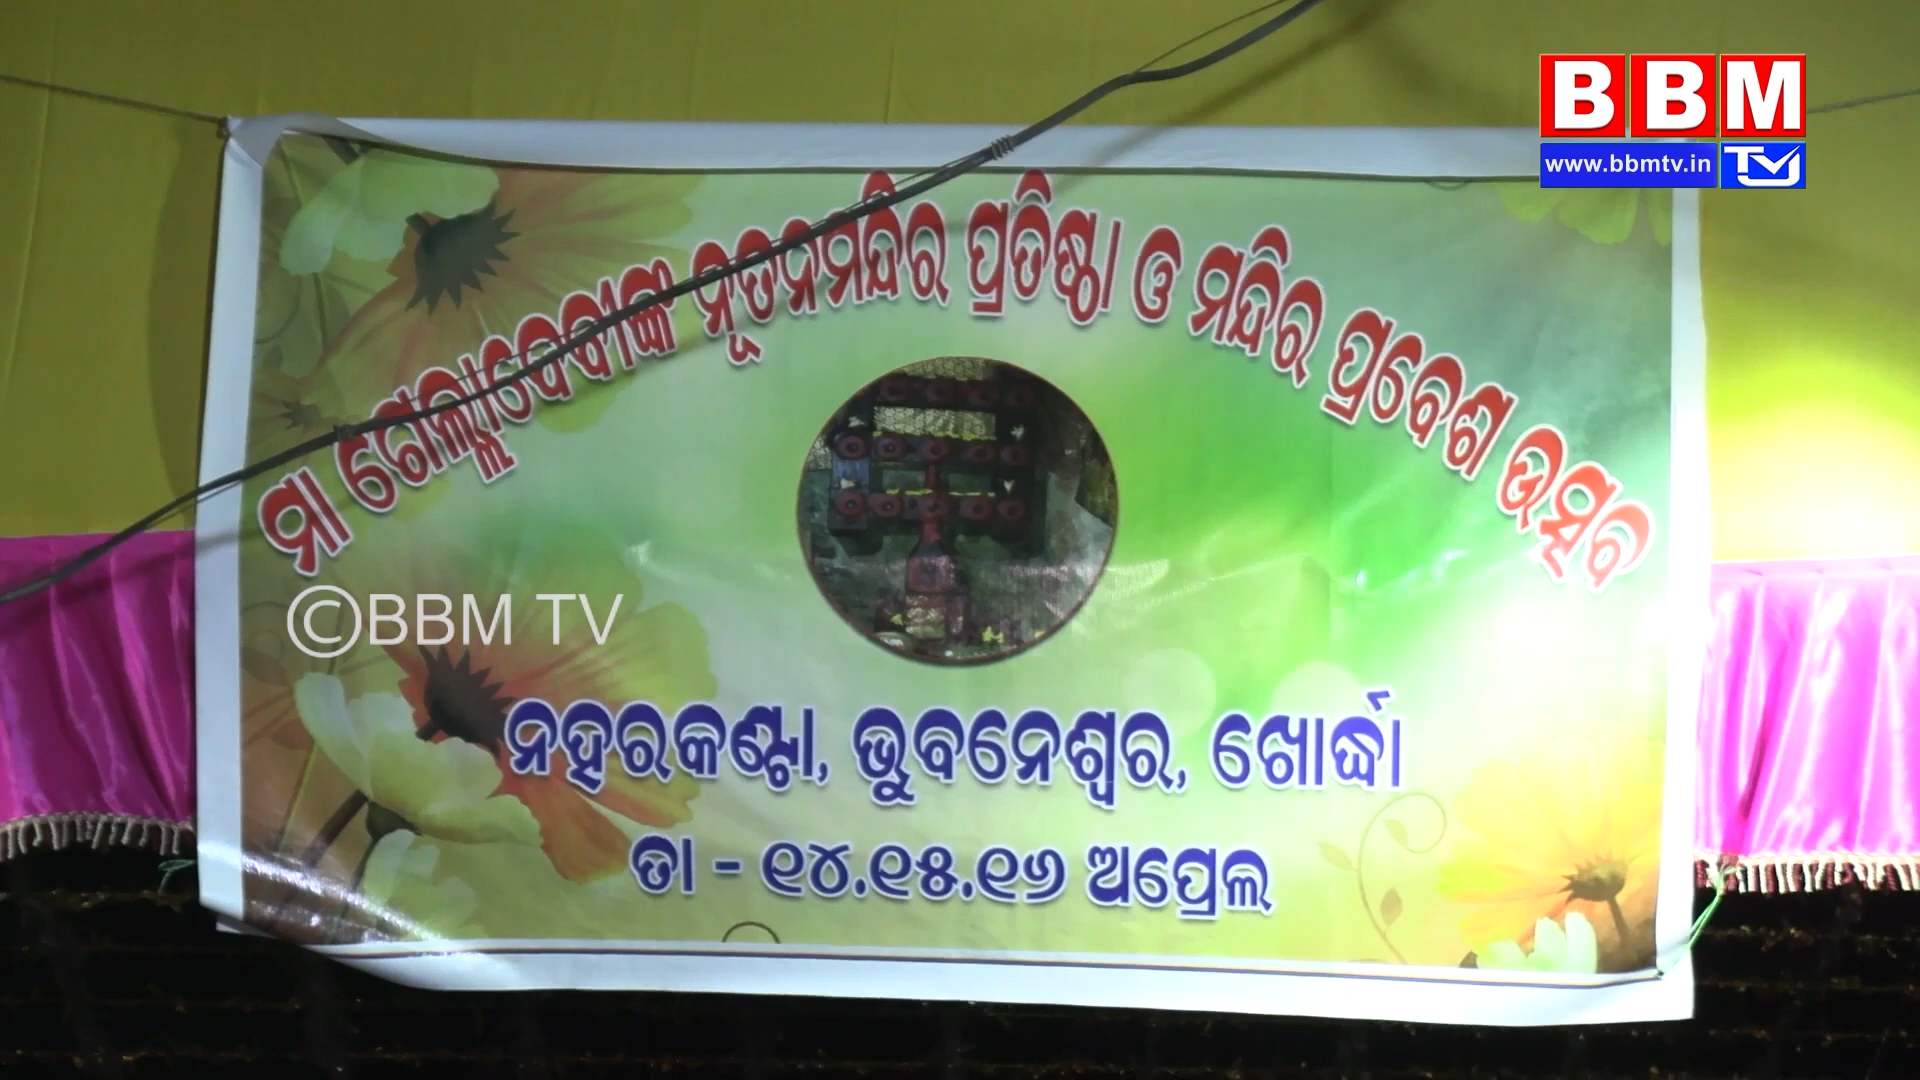 BBM
www.bbmtv.in TV
ମା ଗେଲ୍ହାଦେବୀଙ୍କ ନୂତନମନ୍ଦିର ପ୍ରତିଷ୍ଠା ଓ ମନ୍ଦିର ପ୍ରବେଶ ଉତ୍ସବ
©BBM TV
ନହରକଣ୍ଟା, ଭୁବନେଶ୍ୱର, ଖୋର୍ଦ୍ଧା
ତା - ୧୪.୧୫.୧୬ ଅପ୍ରେଲ